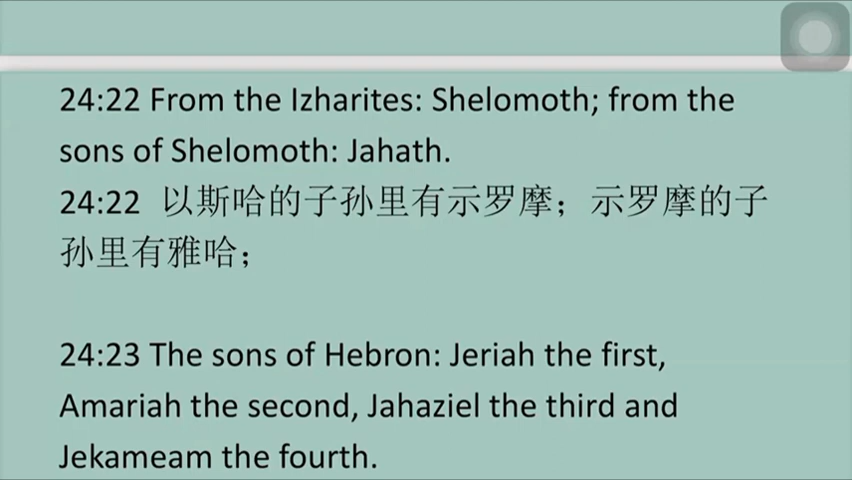 24:22 From the Izharites: Shelomoth; from the
sons of Shelomoth: Jahath.
24:22 以斯哈的子孙里有示罗摩；示罗摩的子
孙里有雅哈；
24:23 The sons of Hebron: Jeriah the first,
Amariah the second, Jahaziel the third and
Jekameam the fourth.